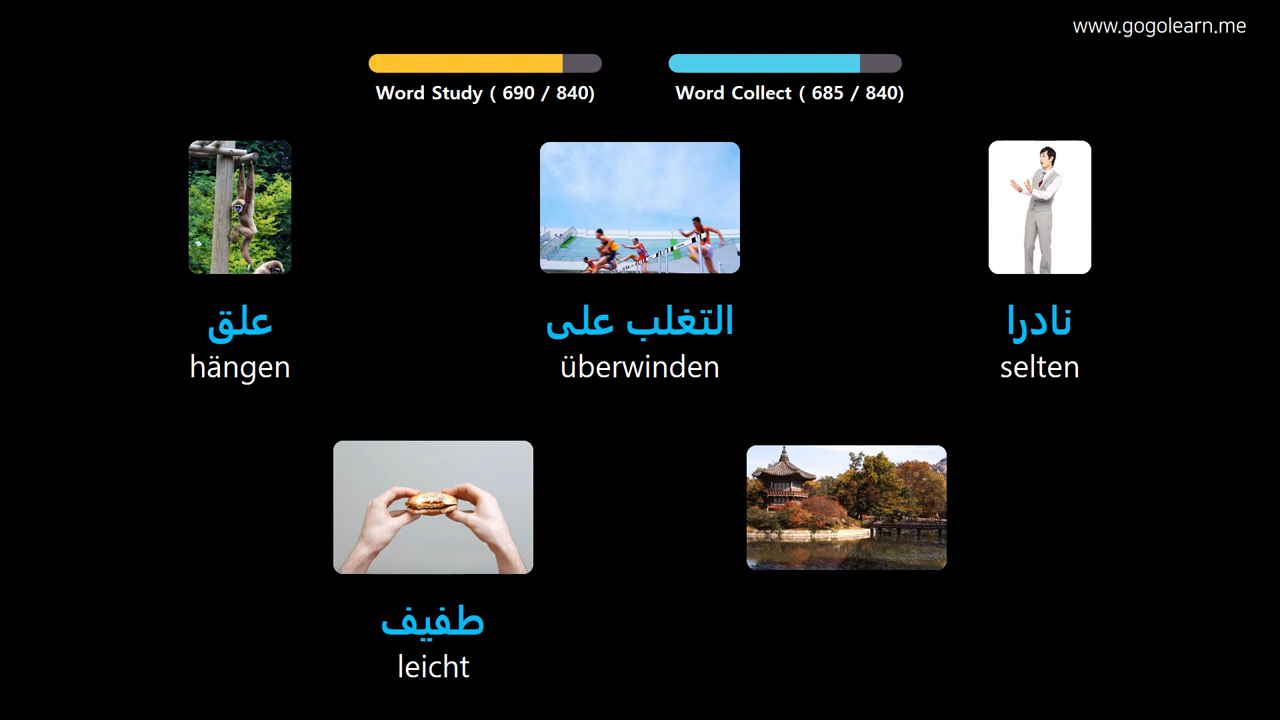 www.gogolearn.me
Word Study ( 690 / 840)
Word Collect ( 685 / 840)
علق
hängen
التغلب على
überwinden
نادرا
selten
طفيف
leicht